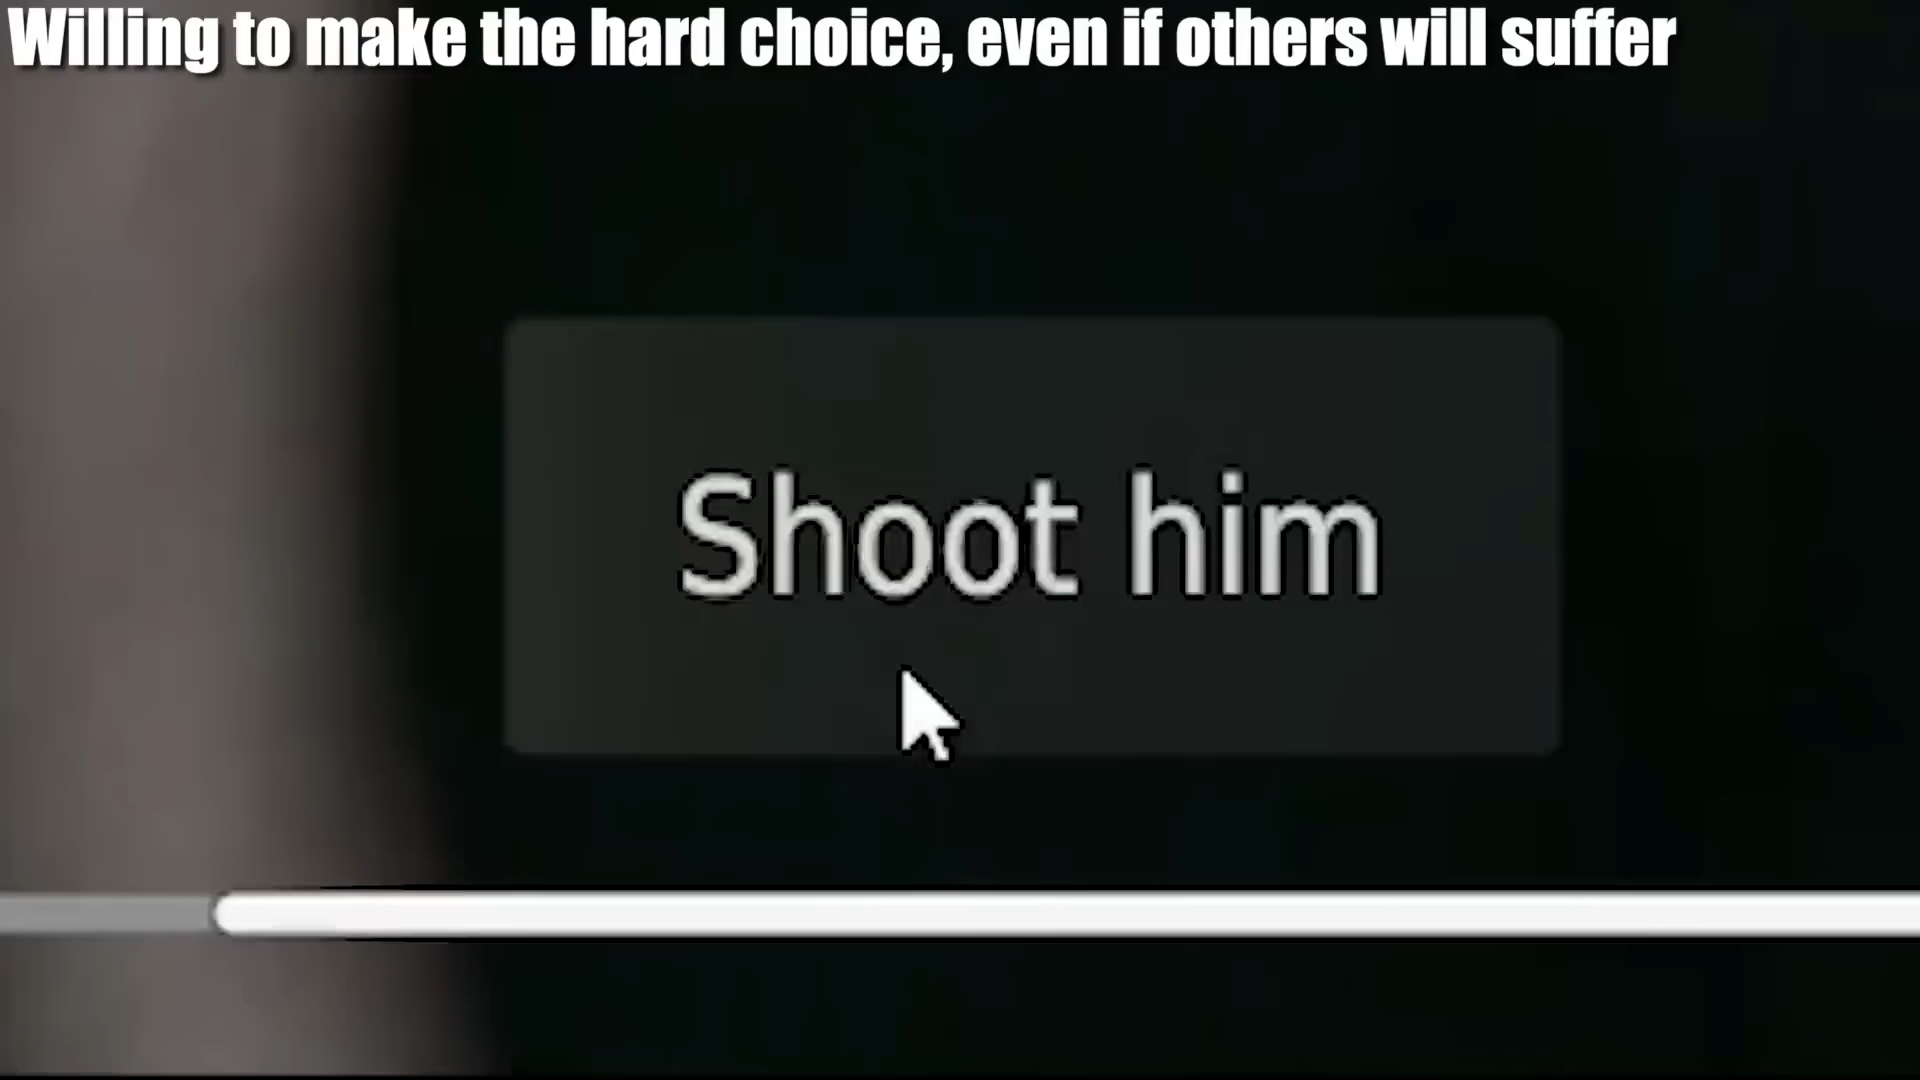 Willing to make the hard choice, even if others will suffer
Shoot him